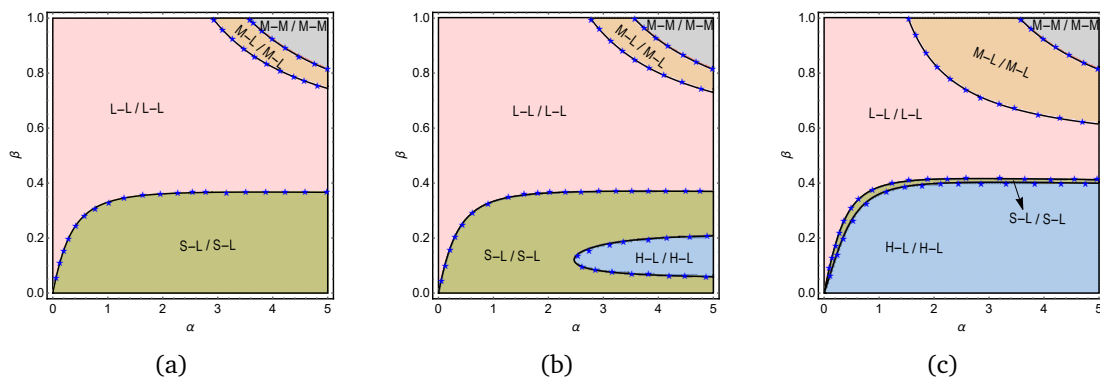 1.0
0.8
0.6
0.4
0.2
0.0
β
M–M / M–M
M–L / M–L
L–L / L–L
S–L / S–L
0 1 2 3 4 5
α
(a)
1.0
0.8
0.6
0.4
0.2
0.0
β
M–M / M–M
M–L / M–L
L–L / L–L
S–L / S–L
H–L / H–L
0 1 2 3 4 5
α
(b)
1.0
0.8
0.6
0.4
0.2
0.0
β
M–M / M–M
M–L / M–L
L–L / L–L
S–L / S–L
H–L / H–L
0 1 2 3 4 5
α
(c)